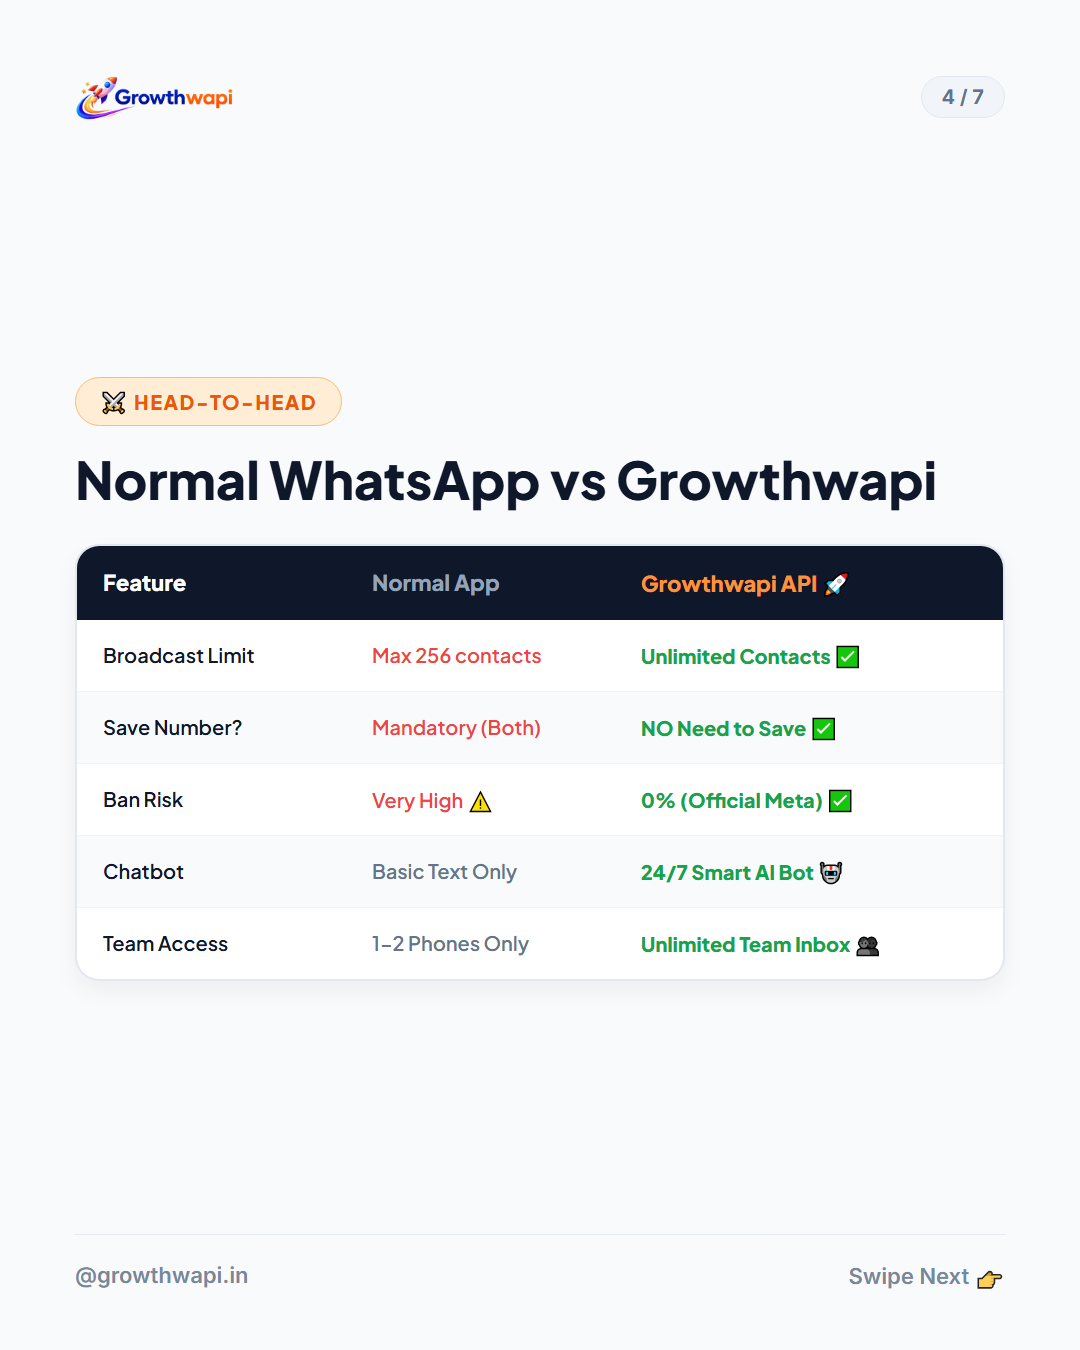 Growthwapi
4 / 7
⚔️ HEAD-TO-HEAD
Normal WhatsApp vs Growthwapi
Feature Normal App Growthwapi API 🚀
Broadcast Limit Max 256 contacts Unlimited Contacts ✅
Save Number? Mandatory (Both) NO Need to Save ✅
Ban Risk Very High ⚠️ 0% (Official Meta) ✅
Chatbot Basic Text Only 24/7 Smart AI Bot 🤖
Team Access 1-2 Phones Only Unlimited Team Inbox 👥
@growthwapi.in
Swipe Next 👉